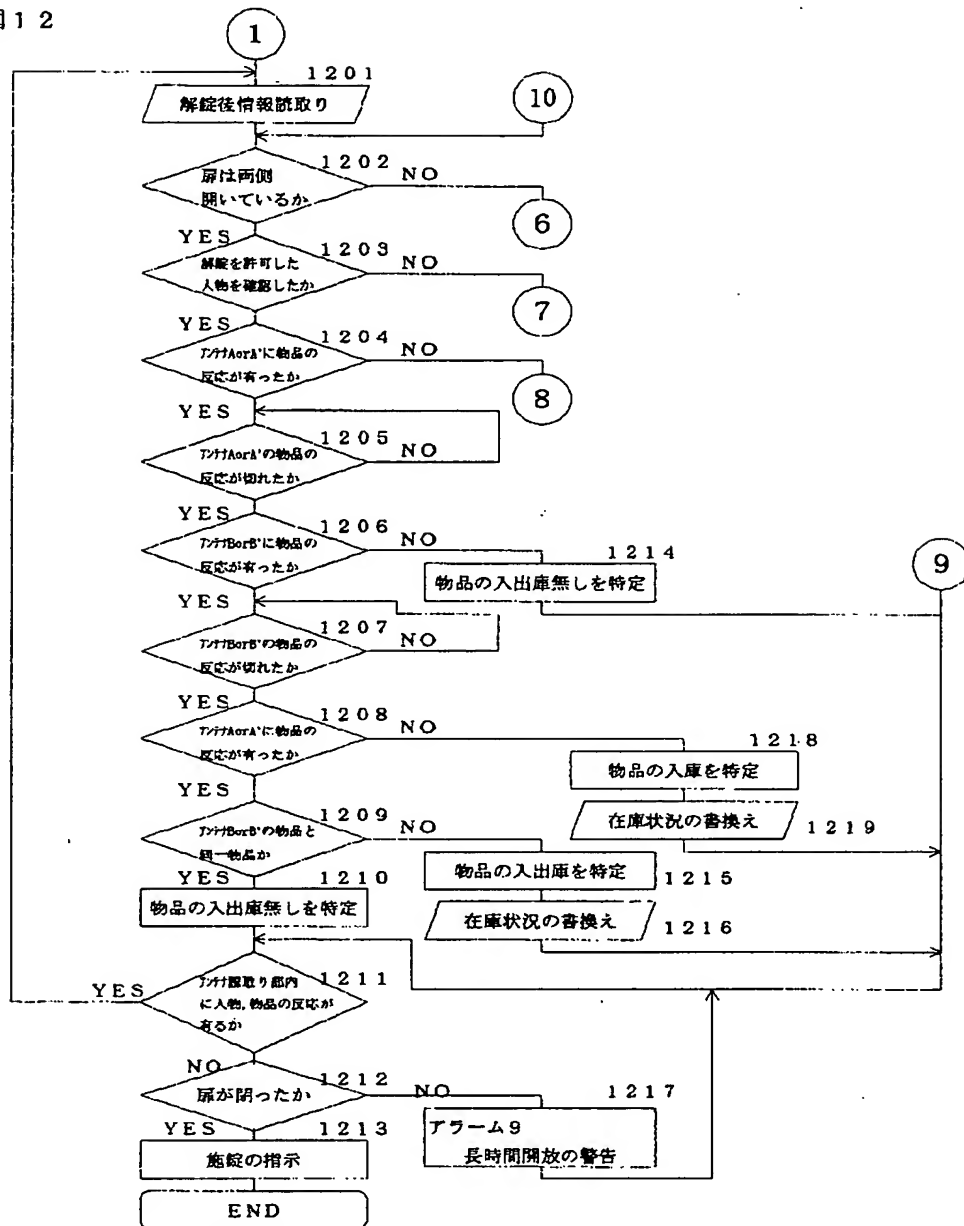 図12
1
1201
解錠後情報読取り
10
1202
扉は両側
開いているか
NO
6
YES
1203
解錠を許可した
人物を確認したか
NO
7
YES
1204
アンテナAorA'に物品の
反応が有ったか
NO
8
YES
1205
アンテナAorA'の物品の
反応が切れたか
NO
YES
1206
アンテナBorB'に物品の
反応が有ったか
NO
1214
物品の入出庫無しを特定
9
YES
1207
アンテナBorB'の物品の
反応が切れたか
NO
YES
1208
アンテナAorA'に物品の
反応が有ったか
NO
1218
物品の入庫を特定
在庫状況の書換え
1219
YES
1209
アンテナBorB'の物品と
同一物品か
NO
物品の入出庫を特定
1215
在庫状況の書換え
1216
YES
1210
物品の入出庫無しを特定
1211
アンテナ読取り部内
に人物,物品の反応が
有るか
YES
NO
1212
扉が閉ったか
NO
1217
アラーム9
長時間開放の警告
YES
1213
施錠の指示
END